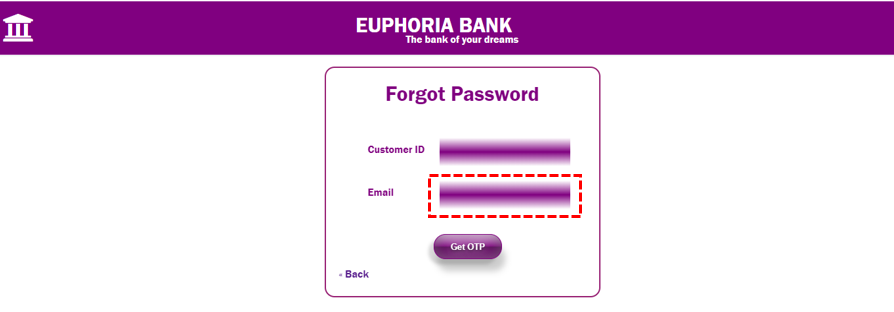 EUPHORIA BANK
The bank of your dreams
Forgot Password
Customer ID
Email
Get OTP
« Back